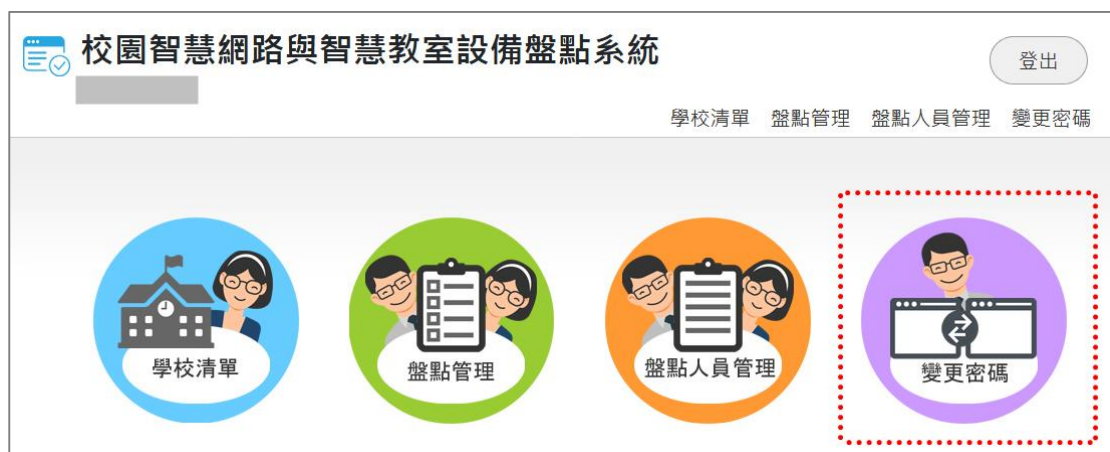 校園智慧網路與智慧教室設備盤點系統
登出
學校清單 盤點管理 盤點人員管理 變更密碼
學校清單
盤點管理
盤點人員管理
變更密碼